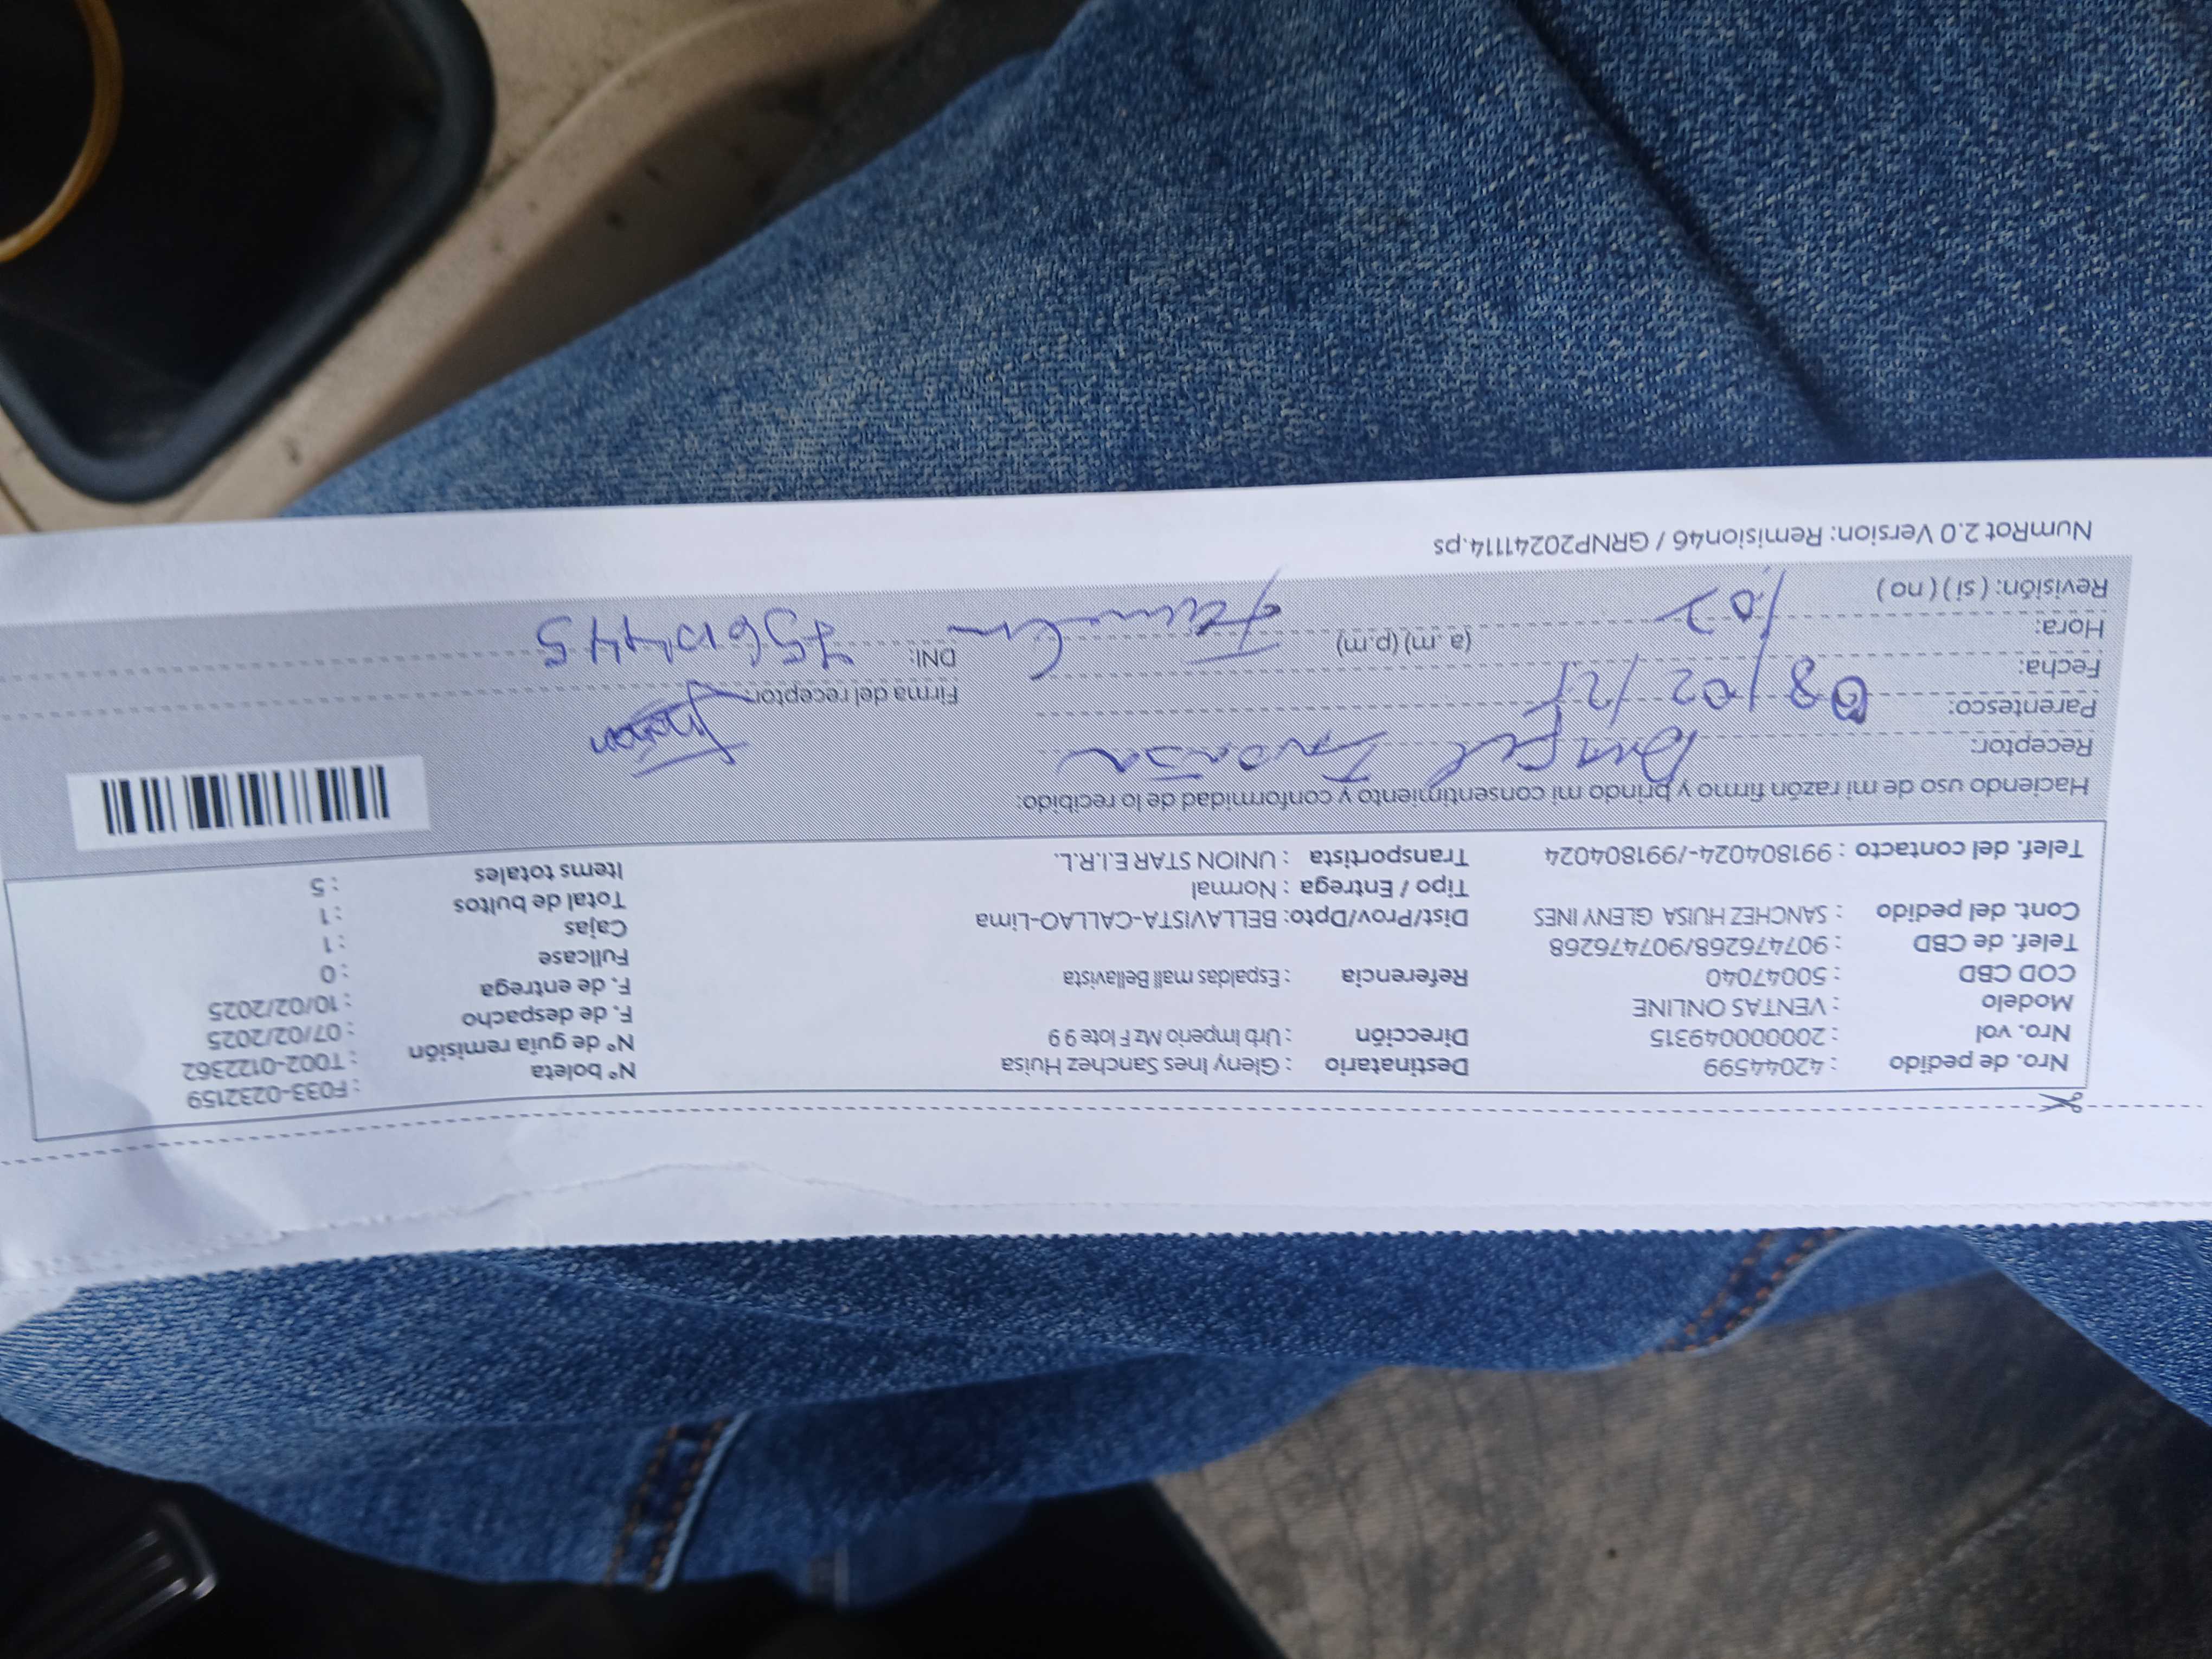 Nro. de pedido : 42044599 Destinatario : Gleny Ines Sanchez Huisa N° boleta : F033-0232159
Nro. vol : 20000000049315 Dirección : Urb Imperio Mz F lote 9 9 N° de guía remisión : T002-0122362
Modelo : VENTAS ONLINE F. de despacho : 07/02/2025
COD CBD : 50047040 Referencia : Espaldas mall Bellavista F. de entrega : 10/02/2025
Telef. de CBD : 907476268/907476268 Fullcase : 0
Cont. del pedido : SANCHEZ HUISA GLENY INES Dist/Prov/Dpto: BELLAVISTA-CALLAO-Lima Cajas : 1
Tipo / Entrega : Normal Total de bultos : 1
Telef. del contacto : 991804024-/991804024 Transportista : UNION STAR E.I.R.L. Items totales : 5
Haciendo uso de mi razón firmo y brindo mi consentimiento y conformidad de lo recibido:
Receptor:
Parentesco:
Fecha: 08/02/25 Firma del receptor:
Hora: (a.m) (p.m) DNI:
Revisión: ( si ) ( no )
NumRot 2.0 Version: Remision46 / GRNP20241114.ps